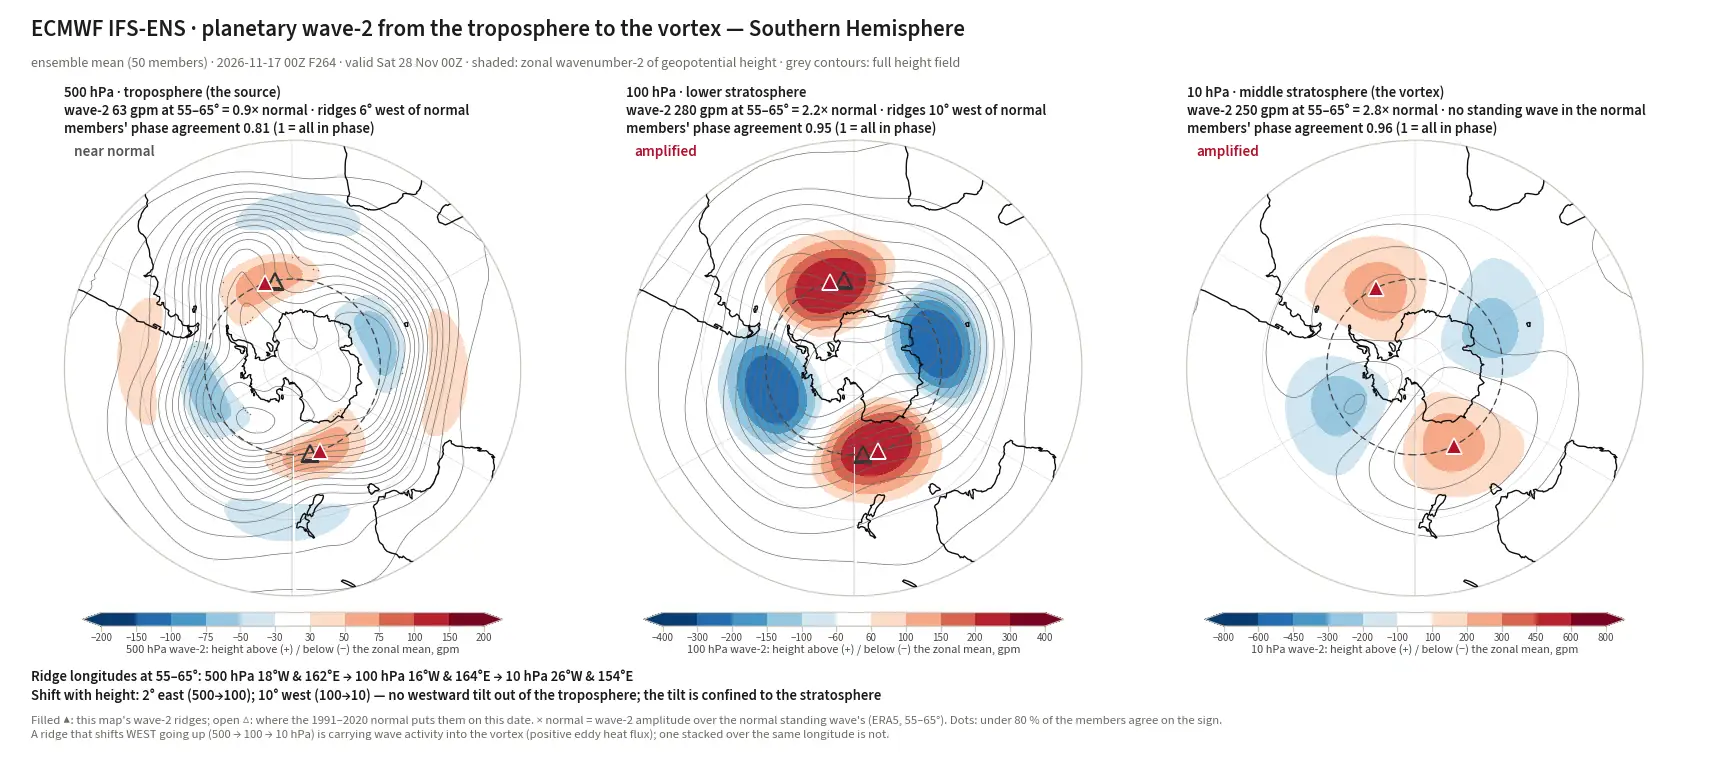 ECMWF IFS-ENS · planetary wave-2 from the troposphere to the vortex — Southern Hemisphere
ensemble mean (50 members) · 2026-11-17 00Z F264 · valid Sat 28 Nov 00Z · shaded: zonal wavenumber-2 of geopotential height · grey contours: full height field
500 hPa · troposphere (the source)
wave-2 63 gpm at 55–65° = 0.9× normal · ridges 6° west of normal
members' phase agreement 0.81 (1 = all in phase)
near normal
100 hPa · lower stratosphere
wave-2 280 gpm at 55–65° = 2.2× normal · ridges 10° west of normal
members' phase agreement 0.95 (1 = all in phase)
amplified
10 hPa · middle stratosphere (the vortex)
wave-2 250 gpm at 55–65° = 2.8× normal · no standing wave in the normal
members' phase agreement 0.96 (1 = all in phase)
amplified
−200 −150 −100 −75 −50 −30 30 50 75 100 150 200
500 hPa wave-2: height above (+) / below (−) the zonal mean, gpm
−400 −300 −200 −150 −100 −60 60 100 150 200 300 400
100 hPa wave-2: height above (+) / below (−) the zonal mean, gpm
−800 −600 −450 −300 −200 −100 100 200 300 450 600 800
10 hPa wave-2: height above (+) / below (−) the zonal mean, gpm
Ridge longitudes at 55–65°: 500 hPa 18°W & 162°E → 100 hPa 16°W & 164°E → 10 hPa 26°W & 154°E
Shift with height: 2° east (500→100); 10° west (100→10) — no westward tilt out of the troposphere; the tilt is confined to the stratosphere
Filled ▲: this map's wave-2 ridges; open △: where the 1991–2020 normal puts them on this date. × normal = wave-2 amplitude over the normal standing wave's (ERA5, 55–65°). Dots: under 80 % of the members agree on the sign.
A ridge that shifts WEST going up (500 → 100 → 10 hPa) is carrying wave activity into the vortex (positive eddy heat flux); one stacked over the same longitude is not.